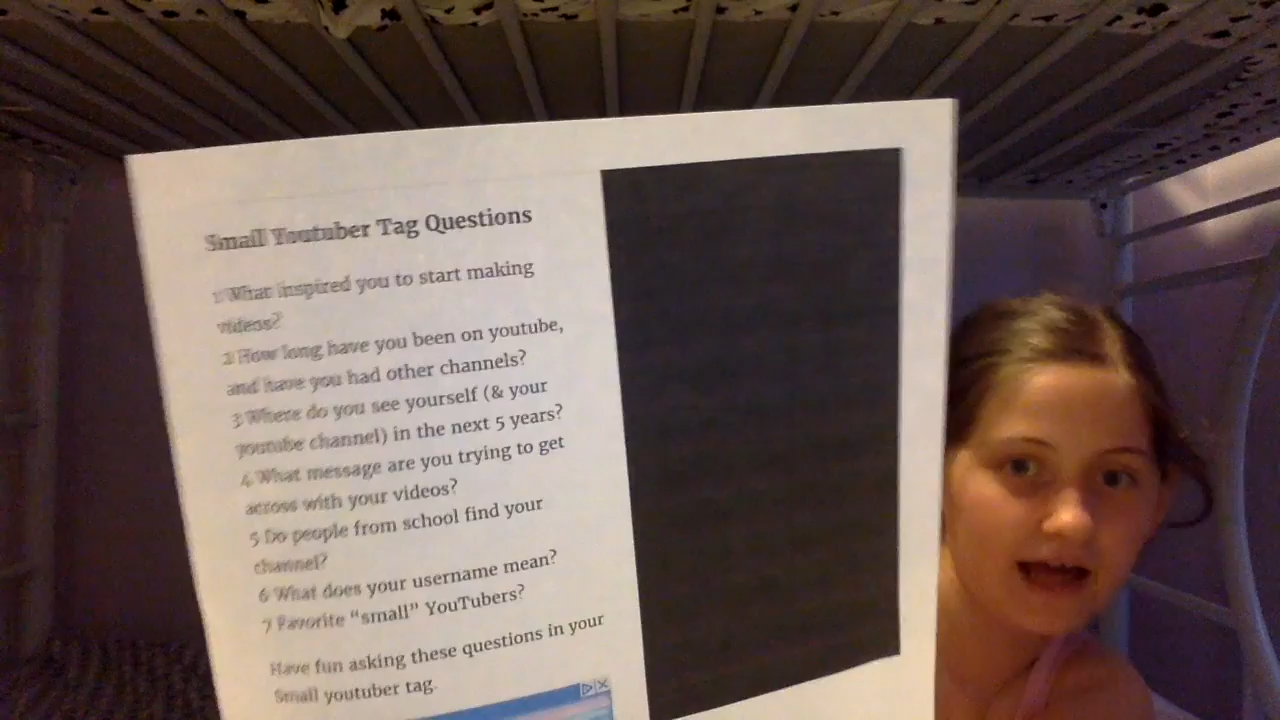 Small Youtuber Tag Questions
1 What inspired you to start making
videos?
2 How long have you been on youtube,
and have you had other channels?
3 Where do you see yourself (& your
youtube channel) in the next 5 years?
4 What message are you trying to get
across with your videos?
5 Do people from school find your
channel?
6 What does your username mean?
7 Favorite “small” YouTubers?
Have fun asking these questions in your
Small youtuber tag.